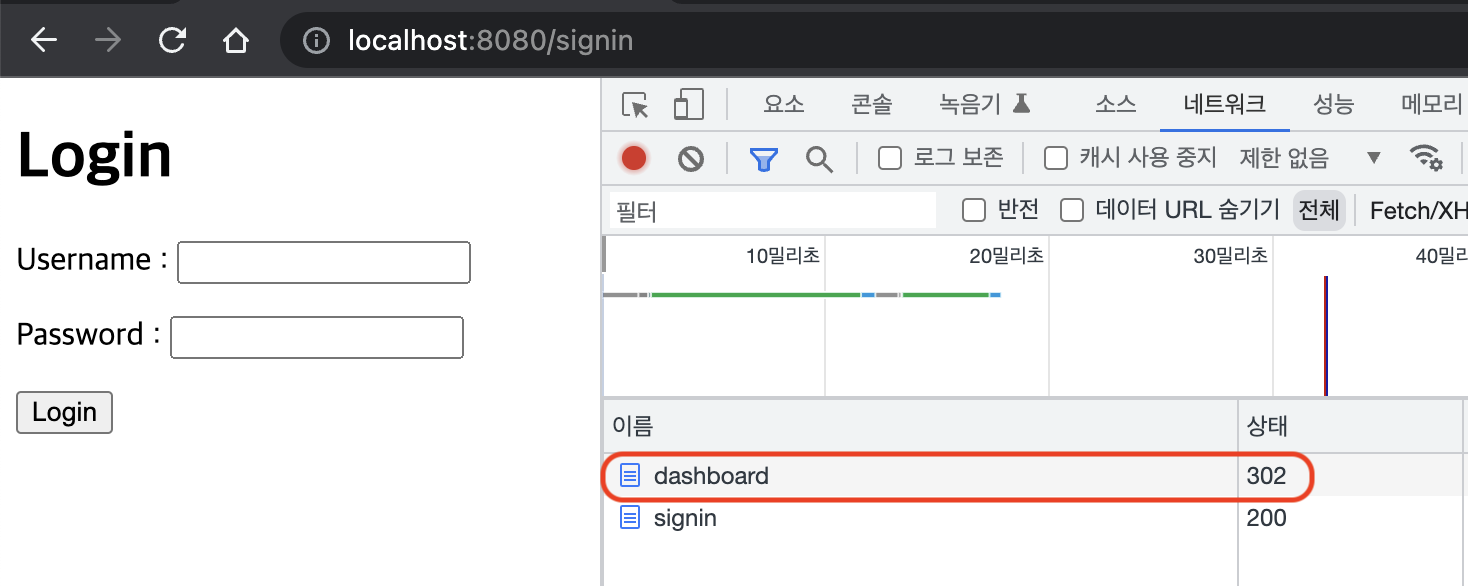 localhost:8080/signin
Login
Username :
Password :
Login
요소 콘솔 녹음기 소스 네트워크 성능 메모리
로그 보존 캐시 사용 중지 제한 없음
필터 반전 데이터 URL 숨기기 전체 Fetch/XH
10밀리초 20밀리초 30밀리초 40밀리
이름 상태
dashboard 302
signin 200